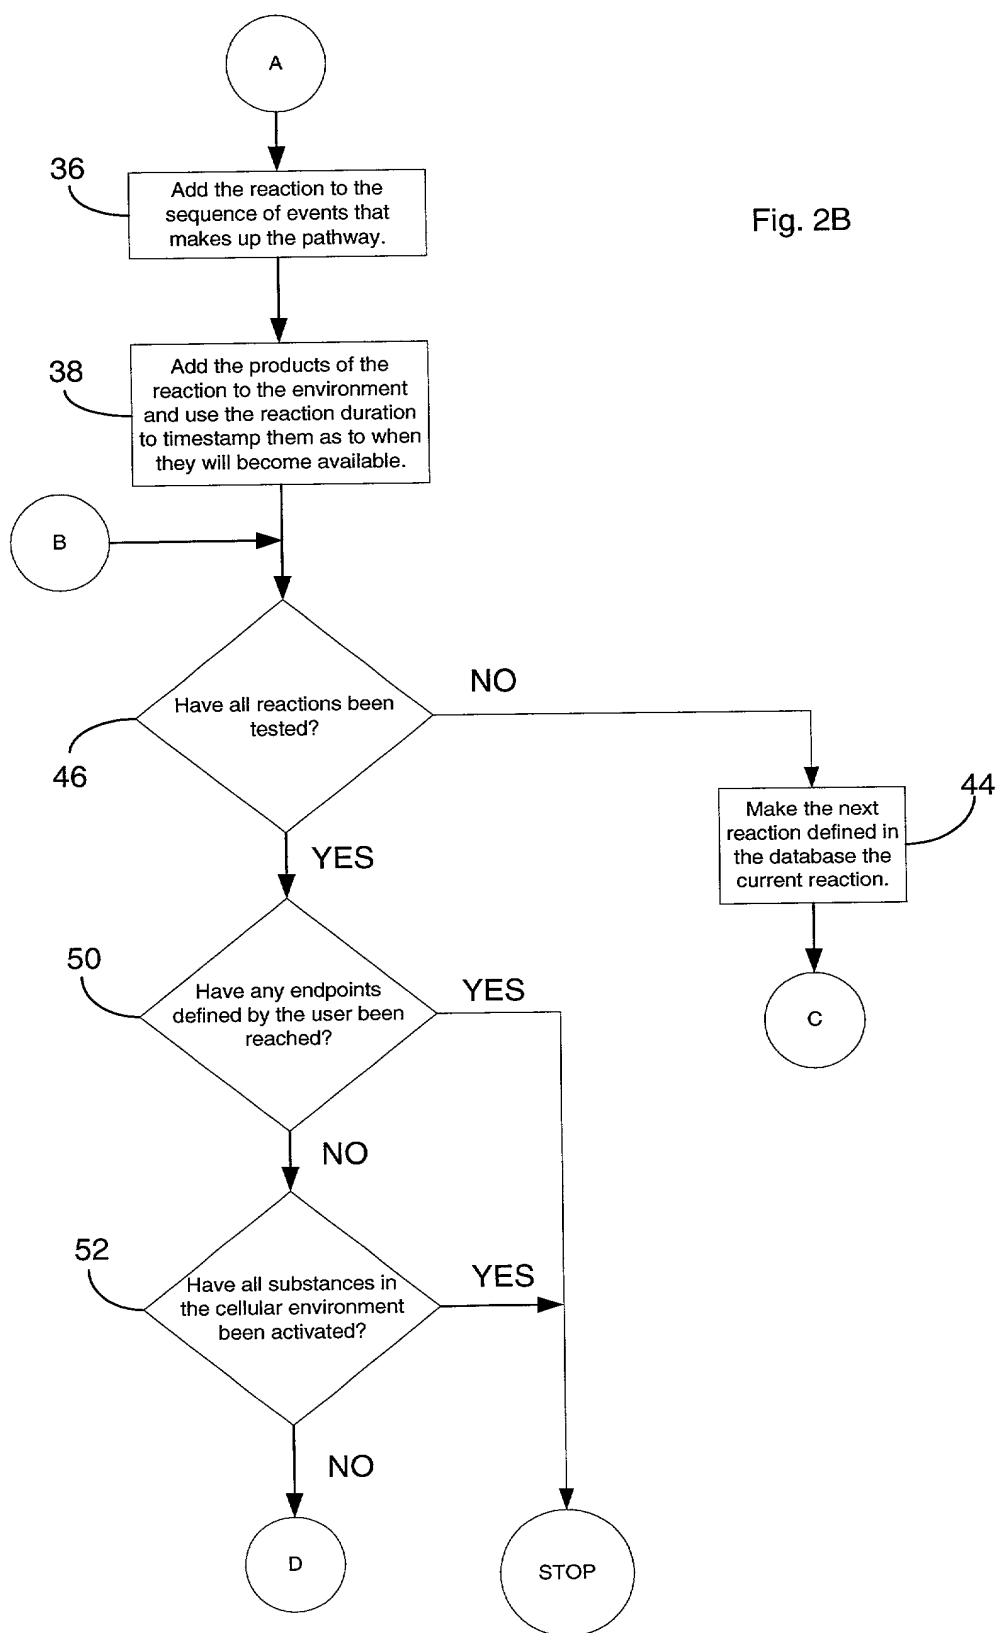 A
36
Add the reaction to the
sequence of events that
makes up the pathway.
Fig. 2B
38
Add the products of the
reaction to the environment
and use the reaction duration
to timestamp them as to when
they will become available.
B
Have all reactions been
tested?
NO
46
44
Make the next
reaction defined in
the database the
current reaction.
YES
C
50
Have any endpoints
defined by the user been
reached?
YES
NO
52
Have all substances in
the cellular environment
been activated?
YES
NO
D
STOP